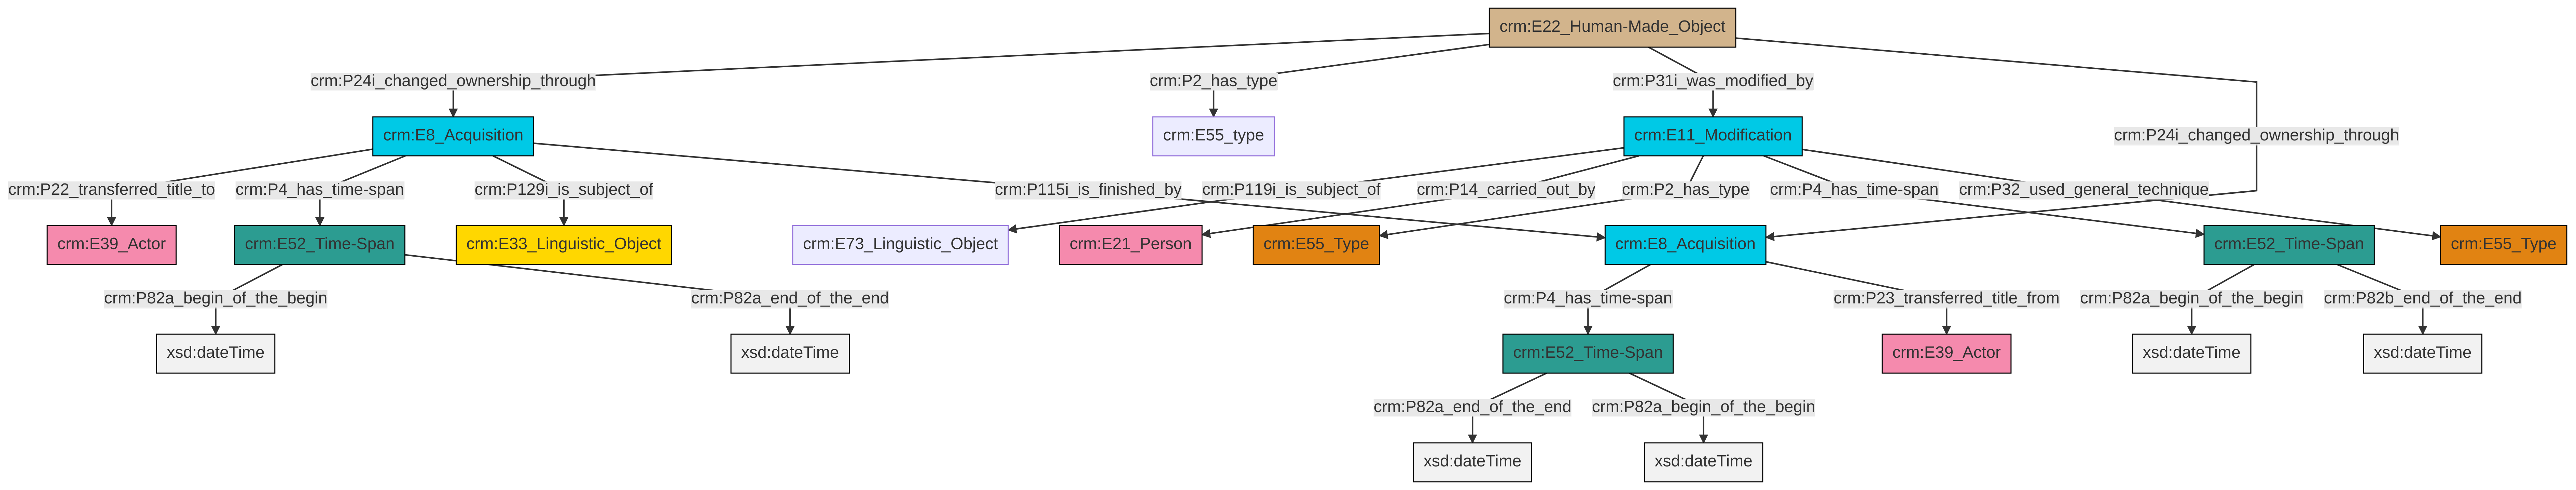 crm:E22_Human-Made_Object
crm:P24i_changed_ownership_through
crm:P2_has_type
crm:P31i_was_modified_by
crm:E8_Acquisition
crm:E55_type
crm:E11_Modification
crm:P24i_changed_ownership_through
crm:P22_transferred_title_to
crm:P4_has_time-span
crm:P129i_is_subject_of
crm:P115i_is_finished_by
crm:P119i_is_subject_of
crm:P14_carried_out_by
crm:P2_has_type
crm:P4_has_time-span
crm:P32_used_general_technique
crm:E39_Actor
crm:E52_Time-Span
crm:E33_Linguistic_Object
crm:E73_Linguistic_Object
crm:E21_Person
crm:E55_Type
crm:E8_Acquisition
crm:E52_Time-Span
crm:E55_Type
crm:P82a_begin_of_the_begin
crm:P82a_end_of_the_end
crm:P4_has_time-span
crm:P23_transferred_title_from
crm:P82a_begin_of_the_begin
crm:P82b_end_of_the_end
xsd:dateTime
xsd:dateTime
crm:E52_Time-Span
crm:E39_Actor
xsd:dateTime
xsd:dateTime
crm:P82a_end_of_the_end
crm:P82a_begin_of_the_begin
xsd:dateTime
xsd:dateTime